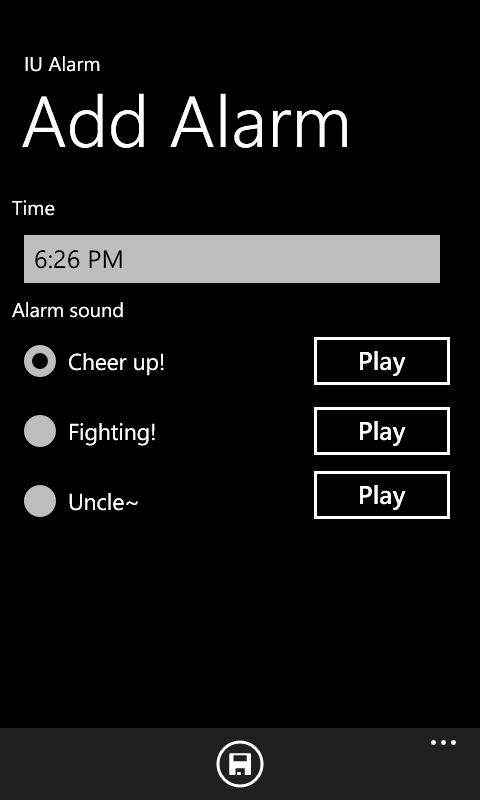 IU Alarm
Add Alarm
Time
6:26 PM
Alarm sound
Cheer up! Play
Fighting! Play
Uncle~ Play